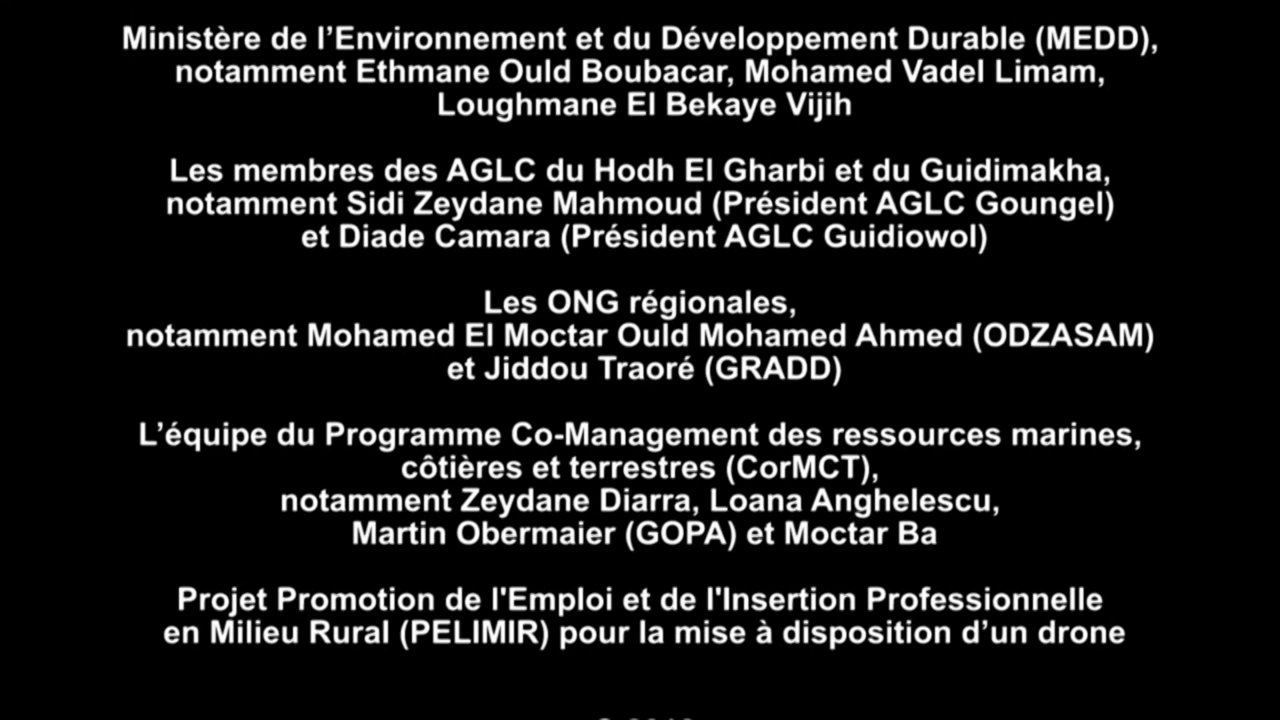 Ministère de l’Environnement et du Développement Durable (MEDD),
notamment Ethmane Ould Boubacar, Mohamed Vadel Limam,
Loughmane El Bekaye Vijih
Les membres des AGLC du Hodh El Gharbi et du Guidimakha,
notamment Sidi Zeydane Mahmoud (Président AGLC Goungel)
et Diade Camara (Président AGLC Guidiowol)
Les ONG régionales,
notamment Mohamed El Moctar Ould Mohamed Ahmed (ODZASAM)
et Jiddou Traoré (GRADD)
L’équipe du Programme Co-Management des ressources marines,
côtières et terrestres (CorMCT),
notamment Zeydane Diarra, Loana Anghelescu,
Martin Obermaier (GOPA) et Moctar Ba
Projet Promotion de l'Emploi et de l'Insertion Professionnelle
en Milieu Rural (PELIMIR) pour la mise à disposition d’un drone